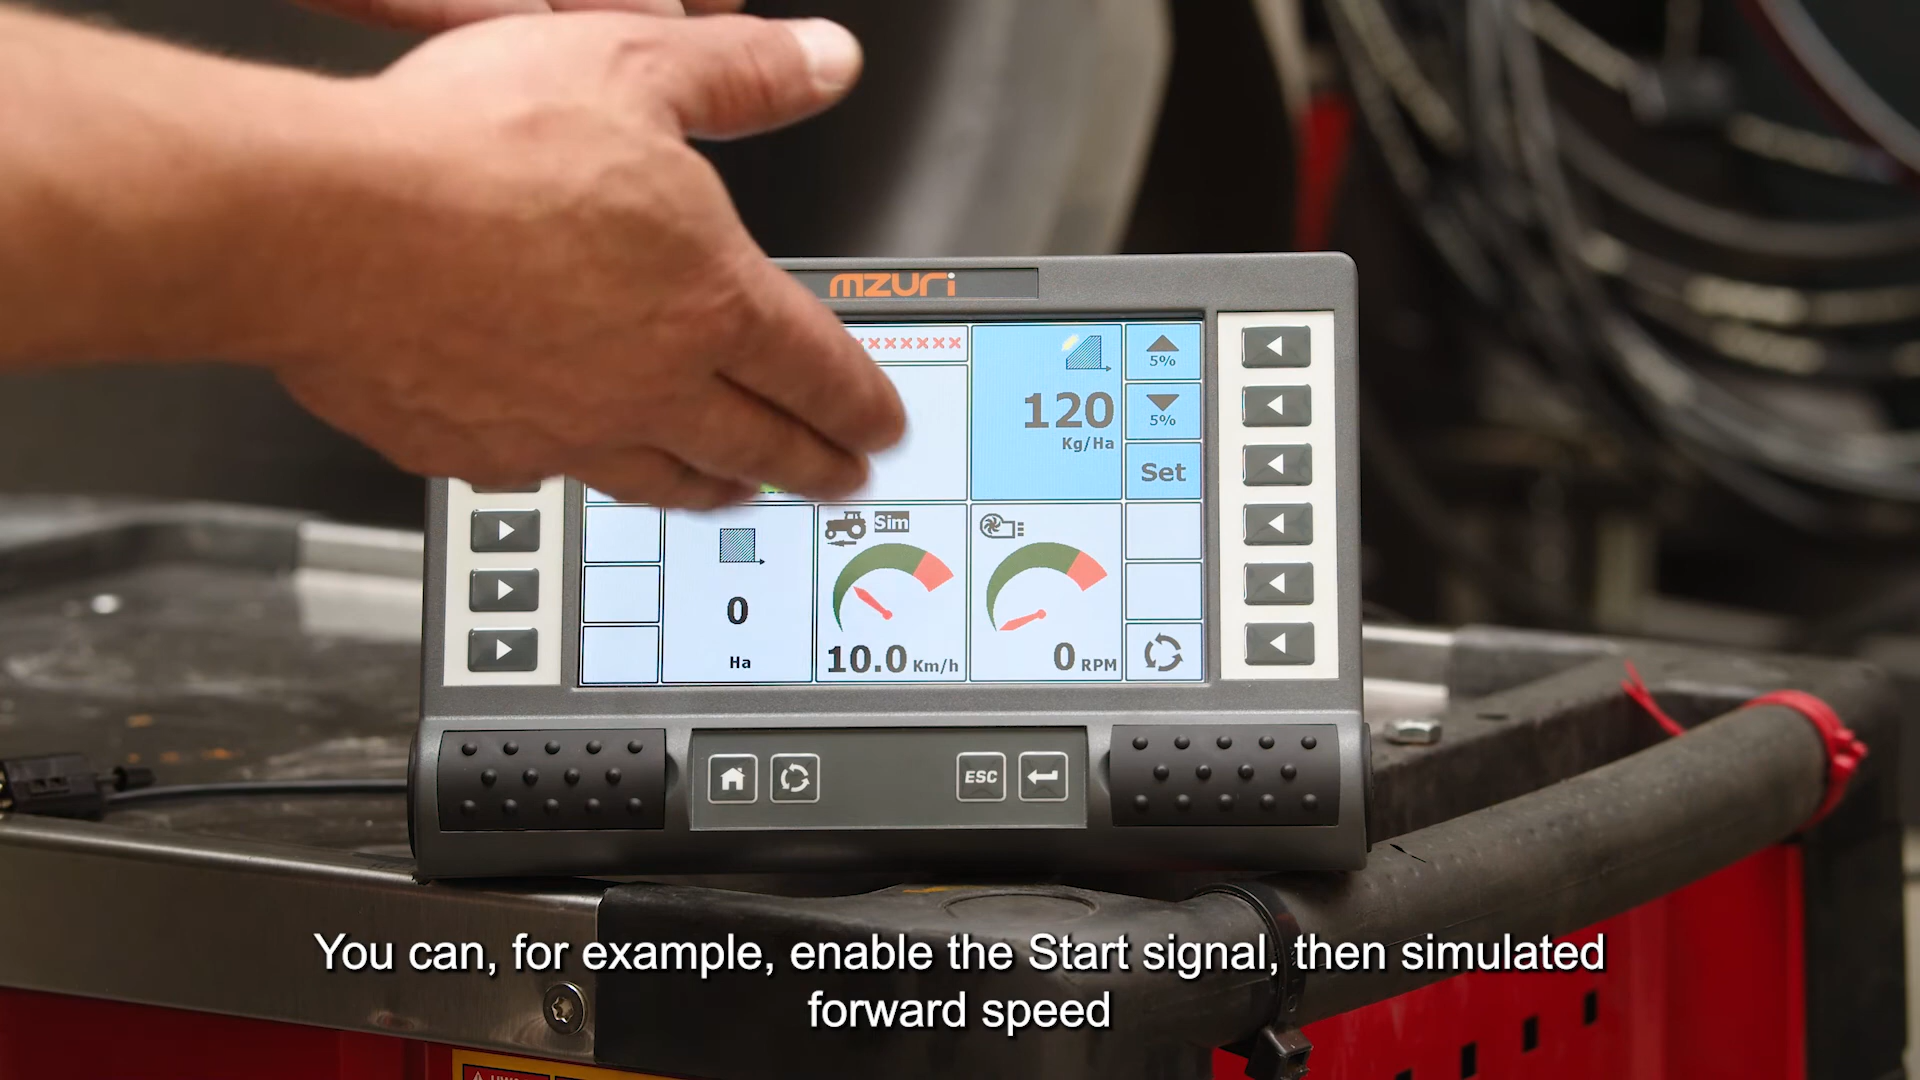 mzuri
xxxxxxx
5%
120
Kg/Ha
5%
Set
Sim
0
Ha
10.0 Km/h
0 RPM
ESC
You can, for example, enable the Start signal, then simulated
forward speed